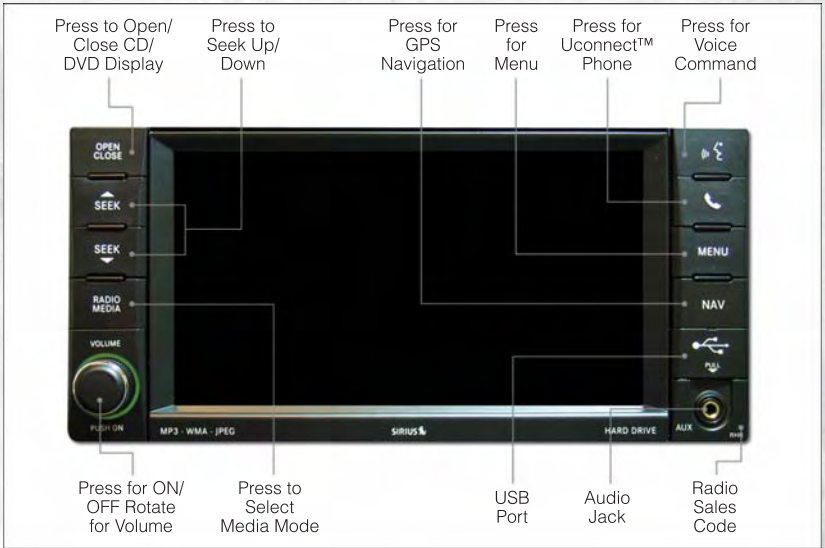 Press to Open/
Close CD/
DVD Display
Press to
Seek Up/
Down
Press for
GPS
Navigation
Press
for
Menu
Press for
Uconnect™
Phone
Press for
Voice
Command
OPEN
CLOSE
SEEK
SEEK
RADIO
MEDIA
VOLUME
PUSH ON
MP3 - WMA - JPEG
SIRIUS
HARD DRIVE
MENU
NAV
PULL
AUX
RHR
Press for ON/
OFF Rotate
for Volume
Press to
Select
Media Mode
USB
Port
Audio
Jack
Radio
Sales
Code